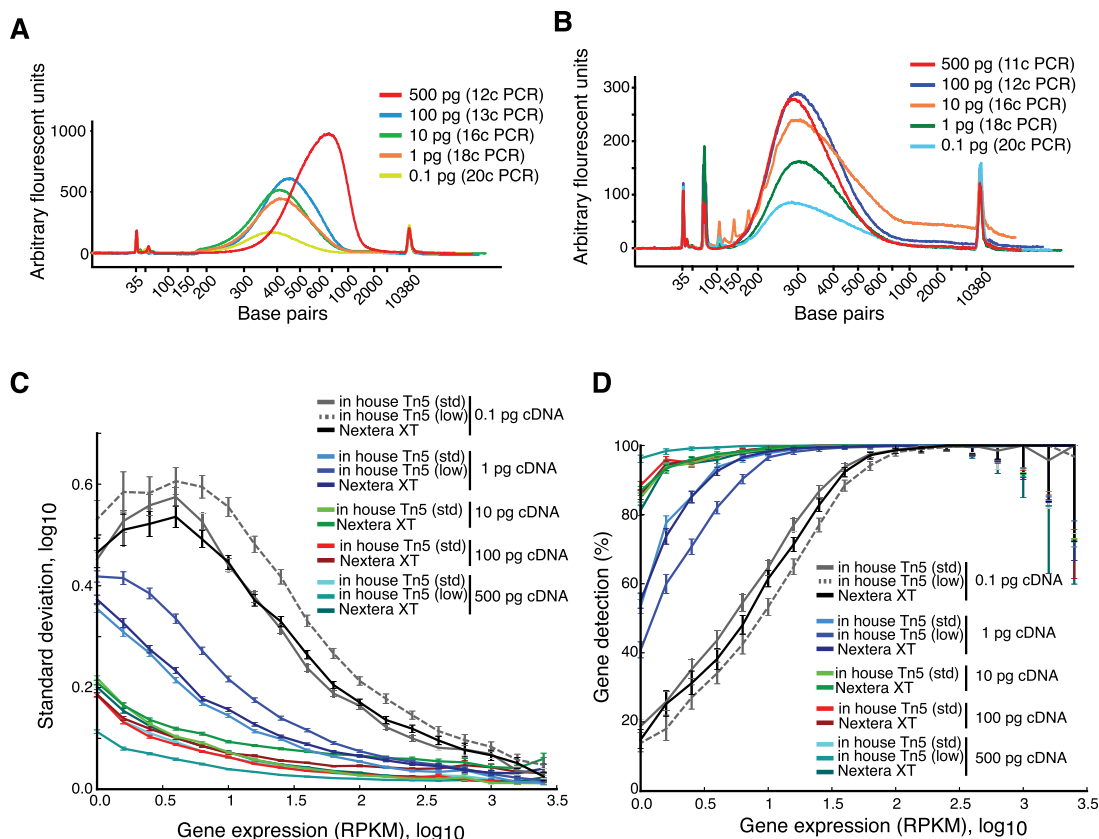 A
Arbitrary flourescent units
1000
500
0
500 pg (12c PCR)
100 pg (13c PCR)
10 pg (16c PCR)
1 pg (18c PCR)
0.1 pg (20c PCR)
35 100 150 200 300 400 500 600 1000 2000 10380
Base pairs
B
Arbitrary flourescent units
300
200
100
0
500 pg (11c PCR)
100 pg (12c PCR)
10 pg (16c PCR)
1 pg (18c PCR)
0.1 pg (20c PCR)
35 100 150 200 300 400 500 600 1000 2000 10380
Base pairs
C
Standard deviation, log10
0.6
0.4
0.2
0.0
in house Tn5 (std)
in house Tn5 (low)
Nextera XT
0.1 pg cDNA
in house Tn5 (std)
in house Tn5 (low)
Nextera XT
1 pg cDNA
in house Tn5 (std)
Nextera XT
10 pg cDNA
in house Tn5 (std)
Nextera XT
100 pg cDNA
in house Tn5 (std)
in house Tn5 (low)
Nextera XT
500 pg cDNA
0.0 0.5 1 1.5 2.0 2.5 3.0 3.5
Gene expression (RPKM), log10
D
Gene detection (%)
100
80
60
40
20
0
in house Tn5 (std)
in house Tn5 (low)
Nextera XT
0.1 pg cDNA
in house Tn5 (std)
in house Tn5 (low)
Nextera XT
1 pg cDNA
in house Tn5 (std)
Nextera XT
10 pg cDNA
in house Tn5 (std)
Nextera XT
100 pg cDNA
in house Tn5 (std)
in house Tn5 (low)
Nextera XT
500 pg cDNA
0.0 0.5 1 1.5 2.0 2.5 3.0 3.5
Gene expression (RPKM), log10